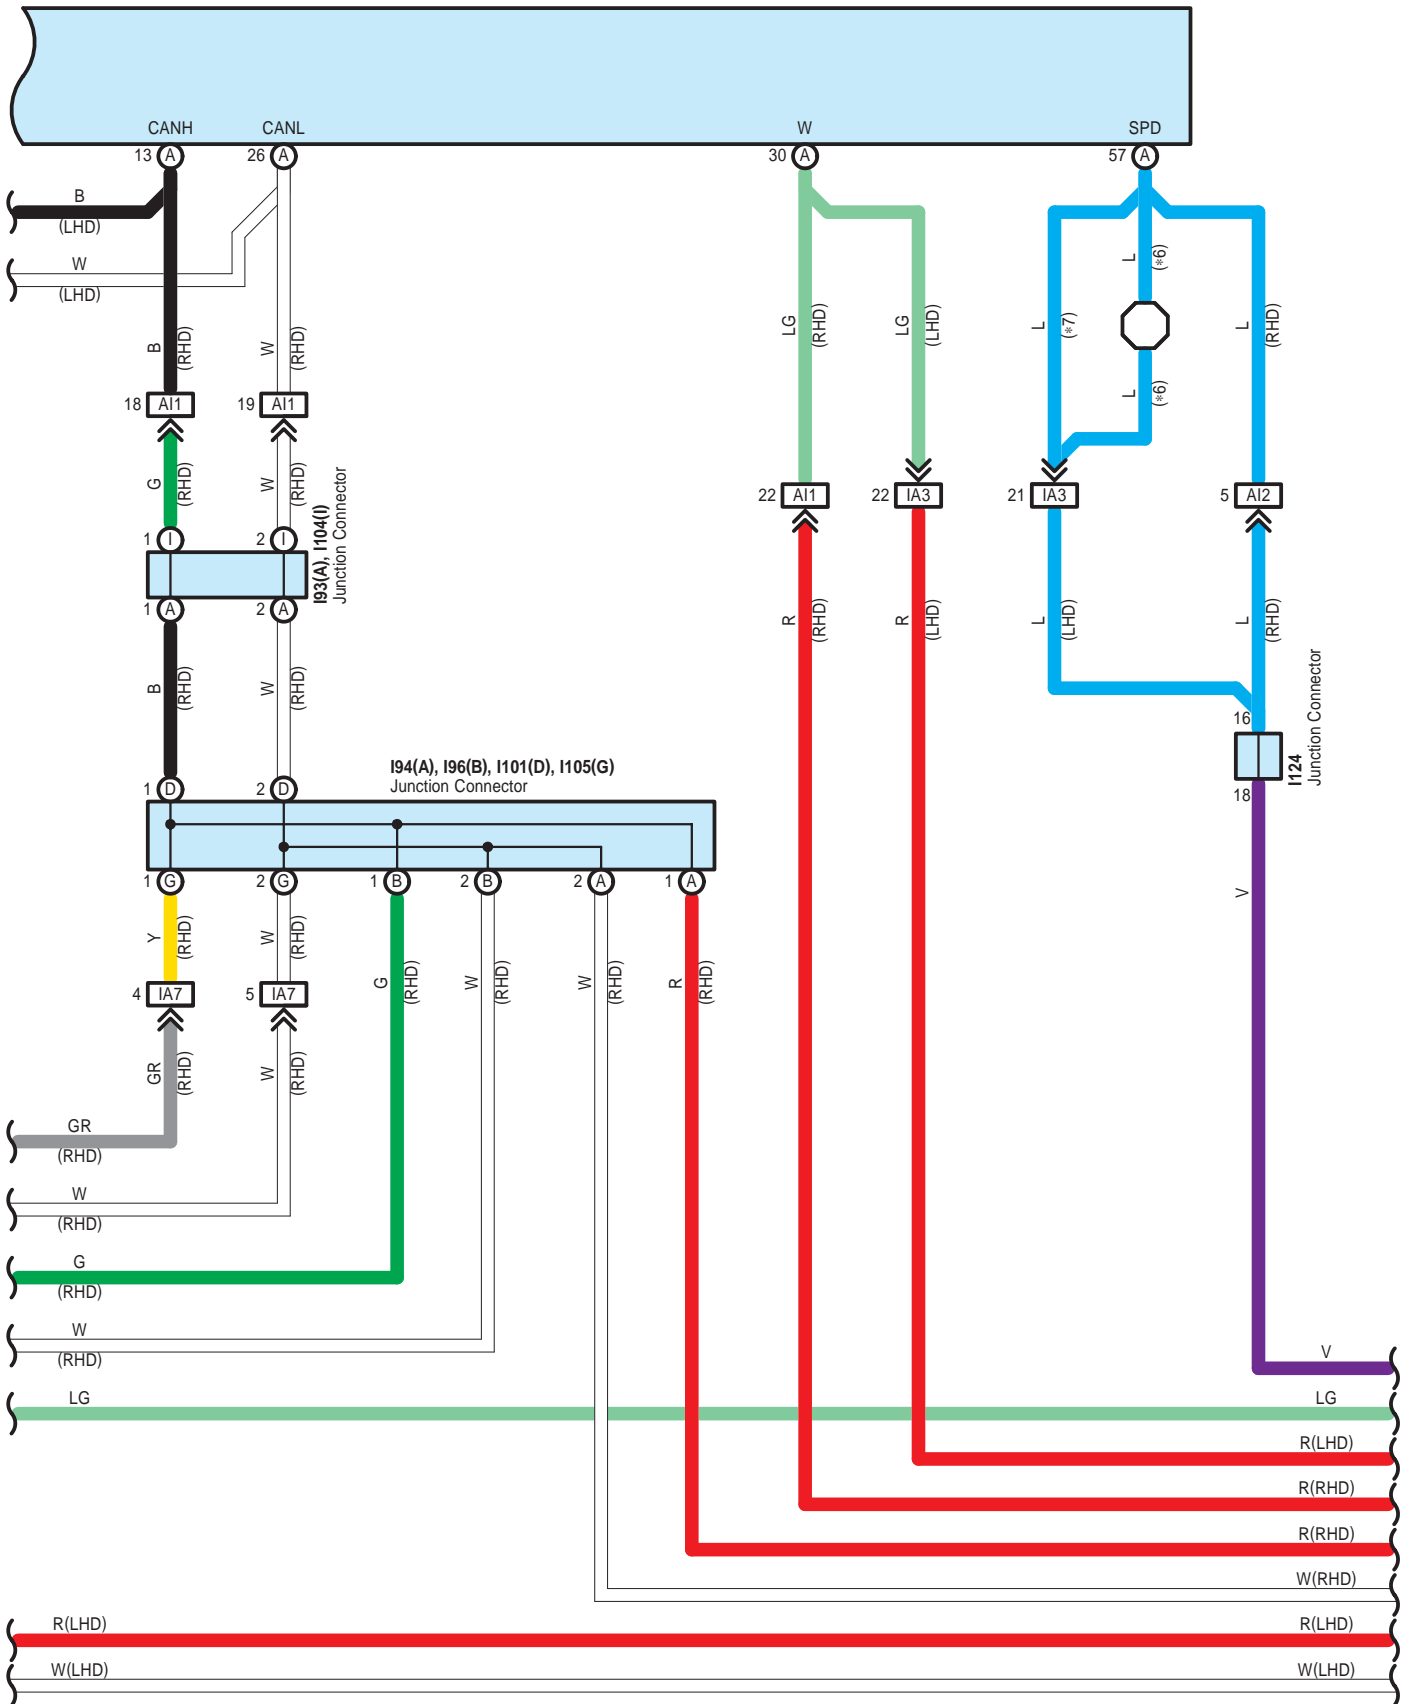 CANH CANL W SPD
13 A 26 A 30 A 57 A
B
(LHD)
W
(LHD)
L (*6)
B (RHD) W (RHD) LG (RHD) LG (LHD) L (*7) L (RHD)
L (*6)
18 AI1 19 AI1
G (RHD) W (RHD)
22 AI1 22 IA3 21 IA3 5 AI2
1 I 2 I
I93(A), I104(I)
Junction Connector
1 A 2 A
R (RHD) R (LHD) L (LHD) L (RHD)
B (RHD) W (RHD)
16
I124
Junction Connector
18
I94(A), I96(B), I101(D), I105(G)
Junction Connector
1 D 2 D
1 G 2 G 1 B 2 B 2 A 1 A
V
Y (RHD) W (RHD) G (RHD) W (RHD) W (RHD) R (RHD)
4 IA7 5 IA7
GR (RHD) W (RHD)
GR
(RHD)
W
(RHD)
G
(RHD)
W
(RHD)
V
LG LG
R(LHD)
R(RHD)
R(RHD)
W(RHD)
R(LHD) R(LHD)
W(LHD) W(LHD)